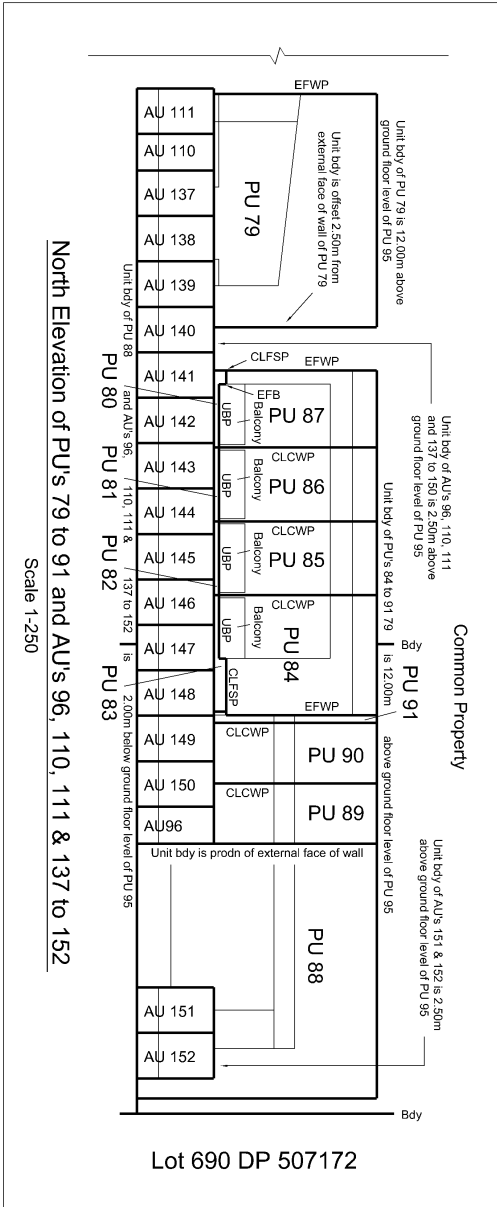 EFWP
AU 111
AU 110
AU 137
AU 138
AU 139
AU 140
AU 141
AU 142
AU 143
AU 144
AU 145
AU 146
AU 147
AU 148
AU 149
AU 150
AU96
AU 151
AU 152
PU 79
Unit bdy is offset 2.50m from
external face of wall of PU 79
Unit bdy of PU 79 is 12.00m above
ground floor level of PU 95
CLFSP
EFWP
EFB
PU 87
Balcony
UBP
CLCWP
PU 86
Balcony
UBP
CLCWP
PU 85
Balcony
UBP
CLCWP
PU 84
Balcony
UBP
CLFSP
EFWP
PU 91
CLCWP
PU 90
CLCWP
PU 89
Unit bdy is prodn of external face of wall
PU 88
PU 80
PU 81
PU 82
PU 83
Unit bdy of PU 88 and AU's 96, 110, 111 & 137 to 152 is 2.00m below ground floor level of PU 95
Unit bdy of AU's 96, 110, 111
and 137 to 150 is 2.50m above
ground floor level of PU 95
Unit bdy of PU's 84 to 91 79 is 12.00m above ground floor level of PU 95
Bdy
Common Property
Unit bdy of AU's 151 & 152 is 2.50m
above ground floor level of PU 95
Bdy
North Elevation of PU's 79 to 91 and AU's 96, 110, 111 & 137 to 152
Scale 1-250
Lot 690 DP 507172